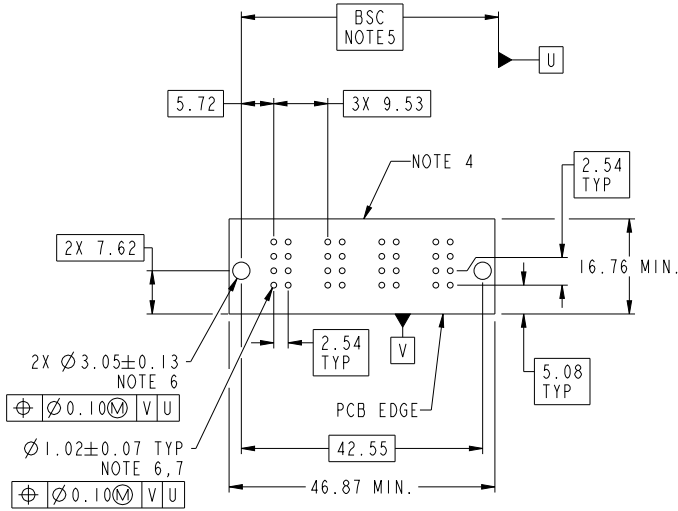 BSC
NOTE5
U
5.72
3X 9.53
NOTE 4
2.54
TYP
2X 7.62
16.76 MIN.
2X Ø3.05±0.13
NOTE 6
⌖ Ø0.10Ⓜ V U
2.54
TYP
V
5.08
TYP
PCB EDGE
Ø1.02±0.07 TYP
NOTE 6,7
⌖ Ø0.10Ⓜ V U
42.55
46.87 MIN.